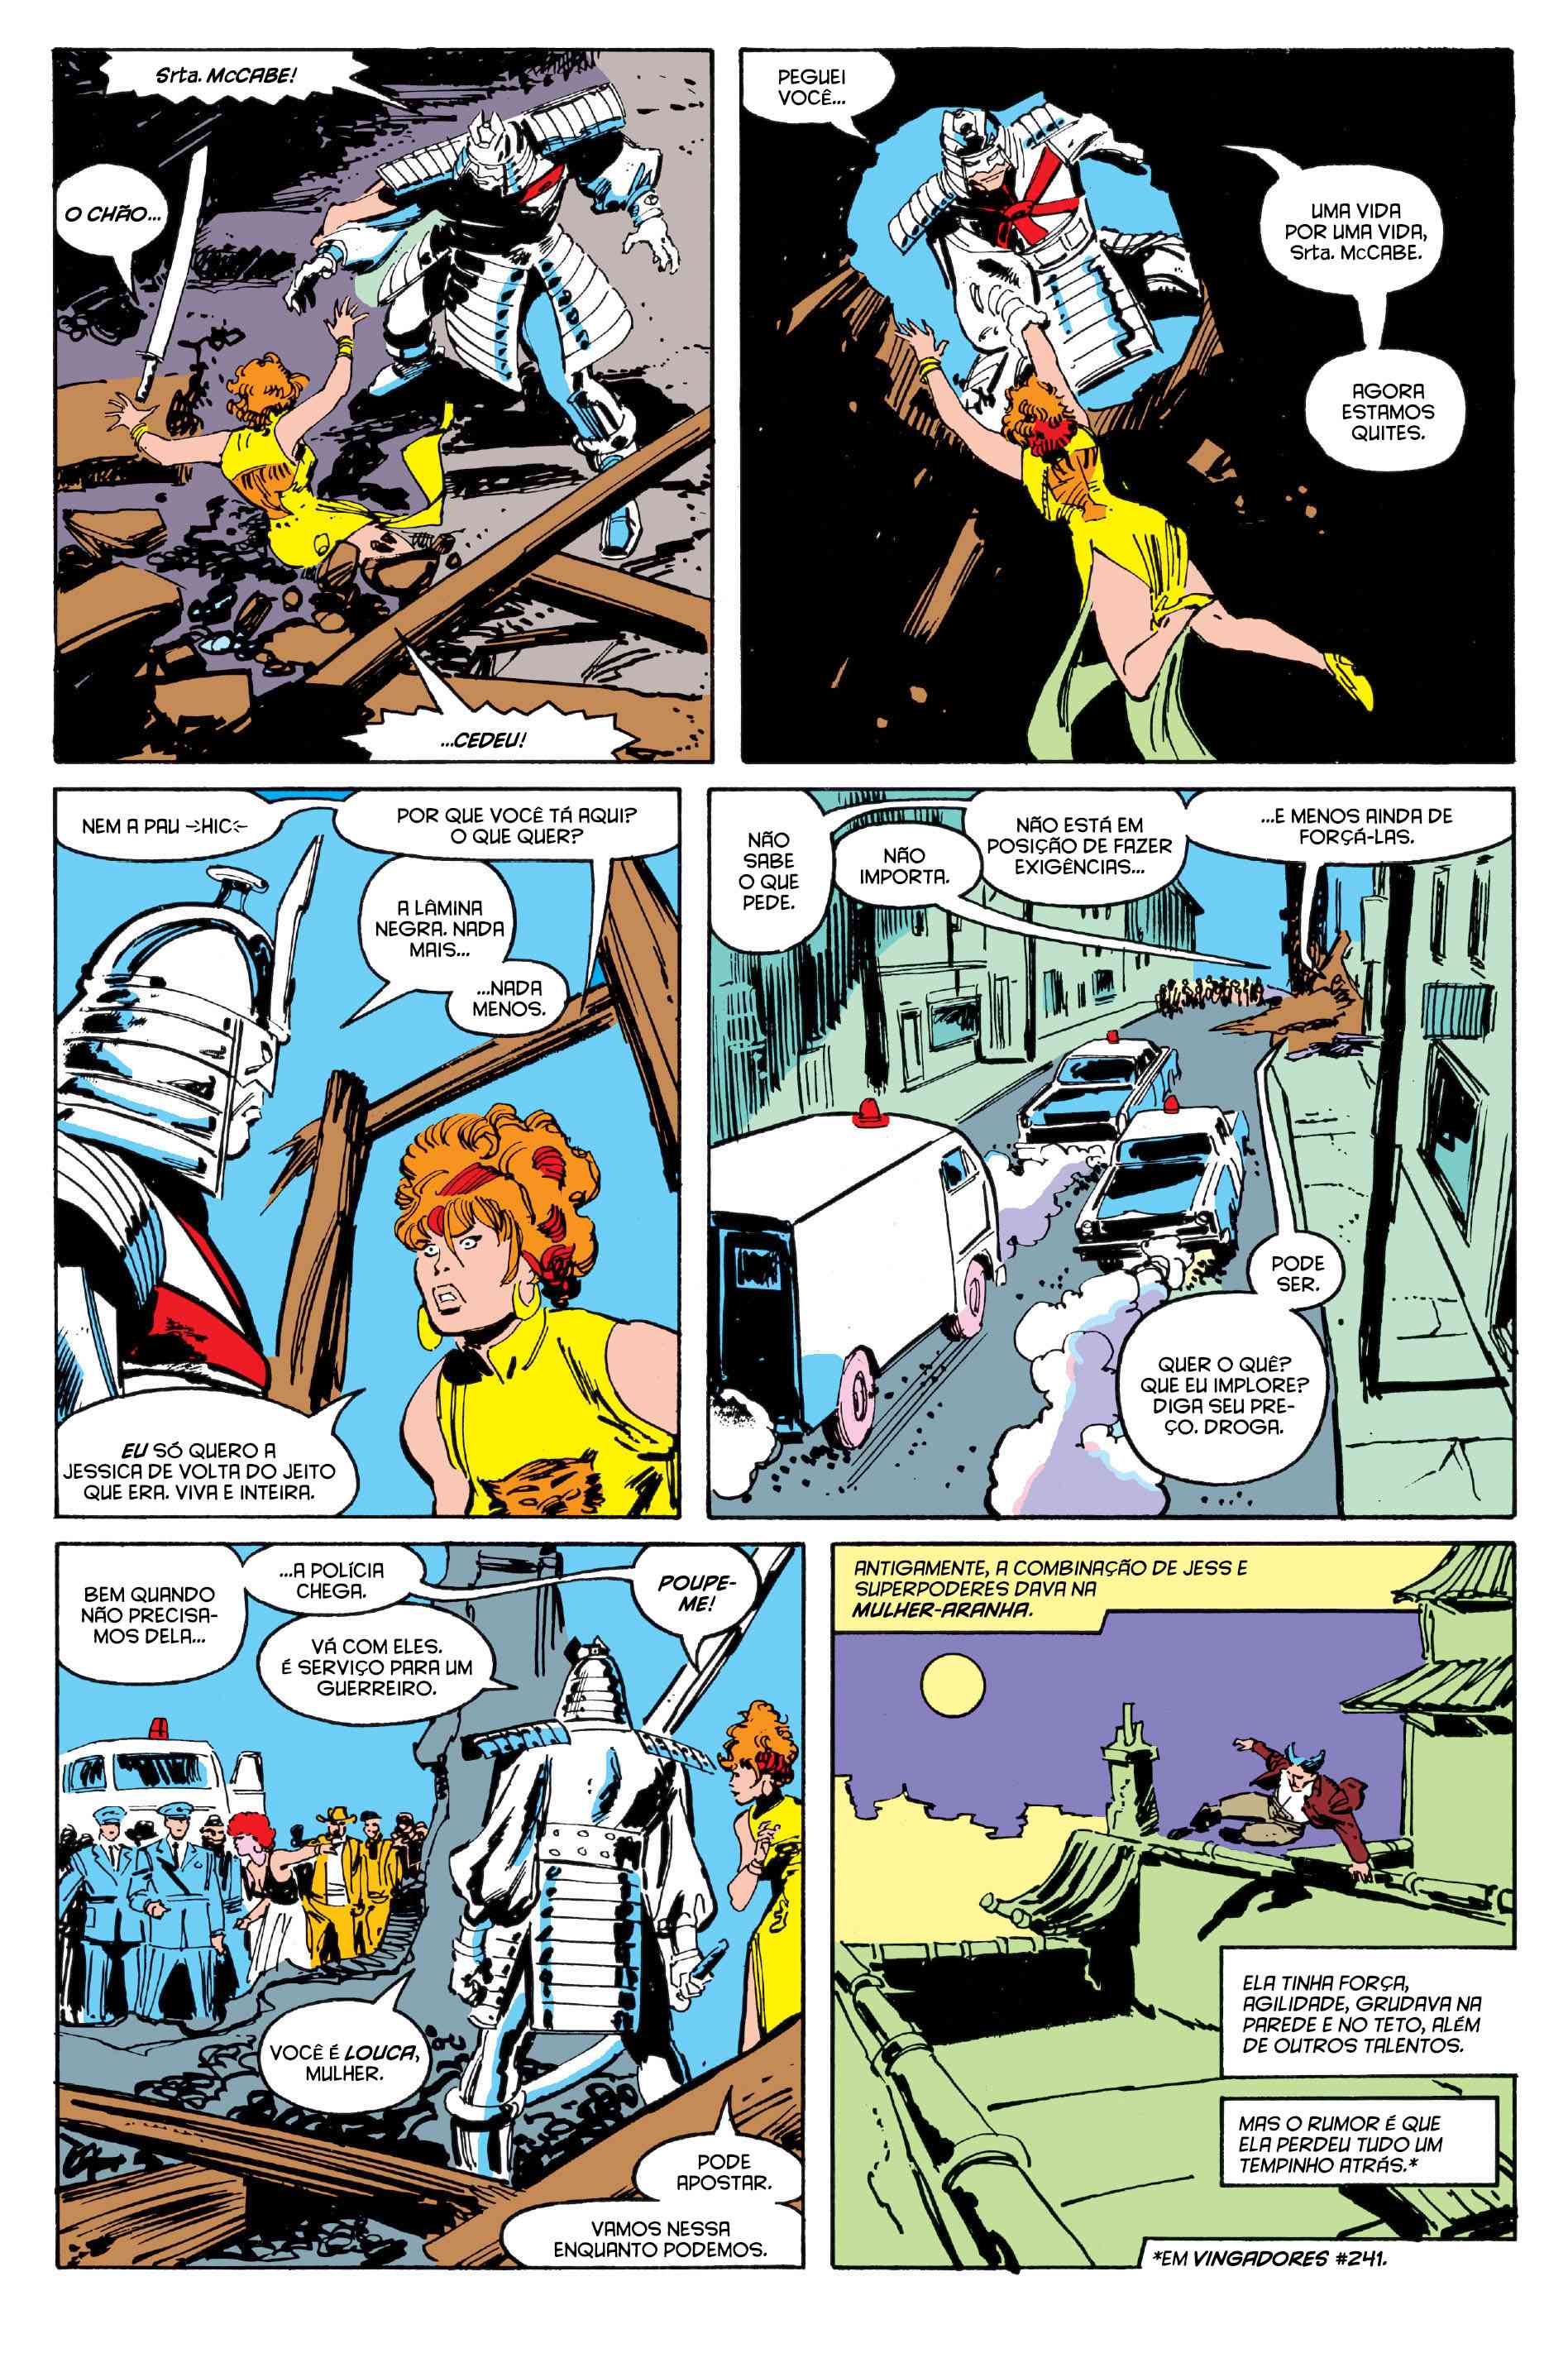 Srta. McCABE!
O CHÃO...
...CEDEU!
PEGUEI
VOCÊ...
UMA VIDA
POR UMA VIDA,
Srta. McCABE.
AGORA
ESTAMOS
QUITES.
NEM A PAU →HIC←
POR QUE VOCÊ TÁ AQUI?
O QUE QUER?
A LÂMINA
NEGRA. NADA
MAIS...
...NADA
MENOS.
EU SÓ QUERO A
JESSICA DE VOLTA DO JEITO
QUE ERA. VIVA E INTEIRA.
NÃO
SABE
O QUE
PEDE.
NÃO
IMPORTA.
NÃO ESTÁ EM
POSIÇÃO DE FAZER
EXIGÊNCIAS...
...E MENOS AINDA DE
FORÇÁ-LAS.
PODE
SER.
QUER O QUÊ?
QUE EU IMPLORE?
DIGA SEU PRE-
ÇO. DROGA.
BEM QUANDO
NÃO PRECISA-
MOS DELA...
...A POLÍCIA
CHEGA.
VÁ COM ELES.
É SERVIÇO PARA UM
GUERREIRO.
POUPE-
ME!
VOCÊ É LOUCA,
MULHER.
PODE
APOSTAR.
VAMOS NESSA
ENQUANTO PODEMOS.
ANTIGAMENTE, A COMBINAÇÃO DE JESS E
SUPERPODERES DAVA NA
MULHER-ARANHA.
ELA TINHA FORÇA,
AGILIDADE, GRUDAVA NA
PAREDE E NO TETO, ALÉM
DE OUTROS TALENTOS.
MAS O RUMOR É QUE
ELA PERDEU TUDO UM
TEMPINHO ATRÁS.*
*EM VINGADORES #241.